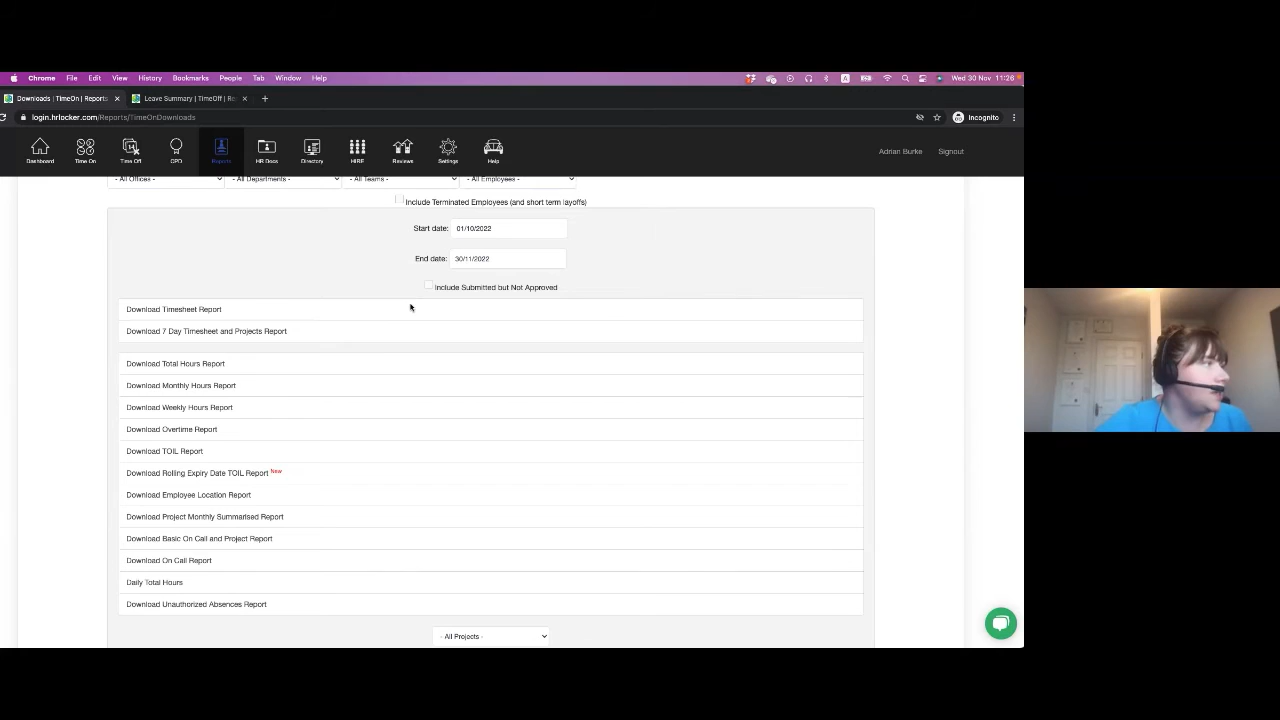 Chrome File Edit View History Bookmarks People Tab Window Help A Wed 30 Nov 11:26
Downloads | TimeOn | Reports × Leave Summary | TimeOff | Re × +
login.hrlocker.com/Reports/TimeOnDownloads Incognito
Dashboard Time On Time Off CPD Reports HR Docs Directory HIRE Reviews Settings Help Adrian Burke Signout
- All Offices - - All Departments - - All Teams - - All Employees -
Include Terminated Employees (and short term layoffs)
Start date: 01/10/2022
End date: 30/11/2022
Include Submitted but Not Approved
Download Timesheet Report
Download 7 Day Timesheet and Projects Report
Download Total Hours Report
Download Monthly Hours Report
Download Weekly Hours Report
Download Overtime Report
Download TOIL Report
Download Rolling Expiry Date TOIL Report New
Download Employee Location Report
Download Project Monthly Summarised Report
Download Basic On Call and Project Report
Download On Call Report
Daily Total Hours
Download Unauthorized Absences Report
- All Projects -